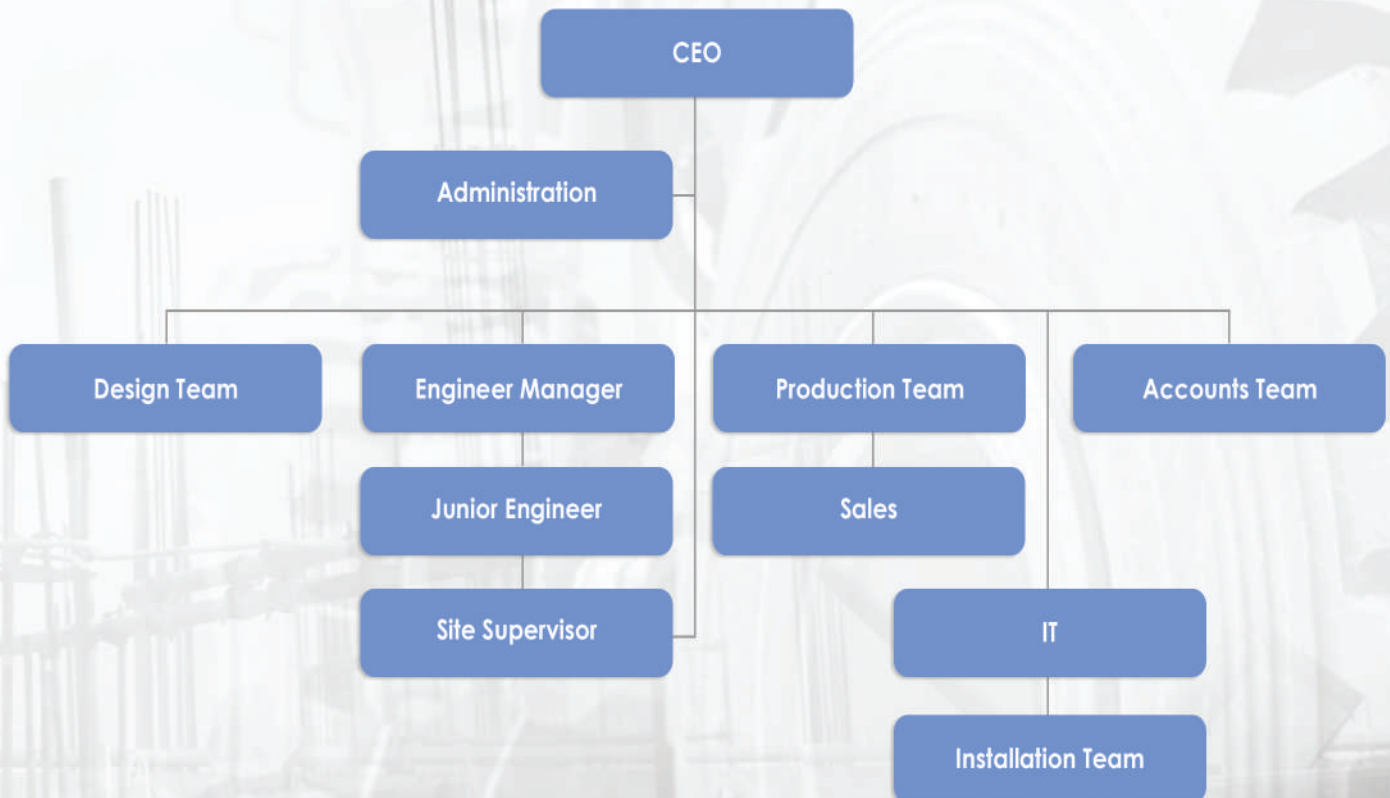 CEO
Administration
Design Team
Engineer Manager
Production Team
Accounts Team
Junior Engineer
Sales
Site Supervisor
IT
Installation Team